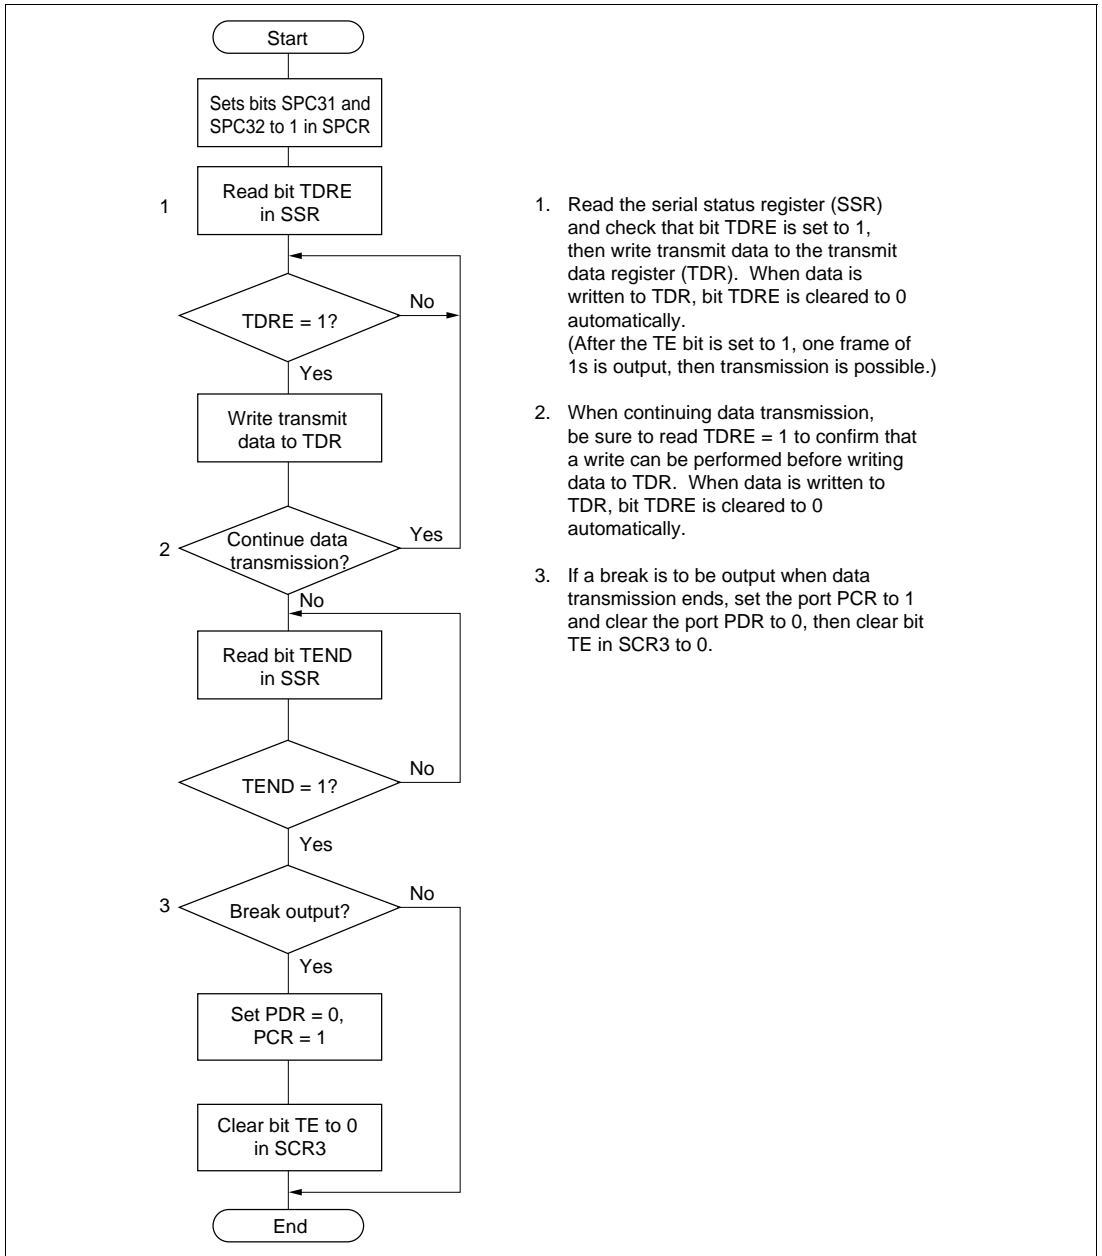 Start
Sets bits SPC31 and
SPC32 to 1 in SPCR
1
Read bit TDRE
in SSR
TDRE = 1?
No
Yes
Write transmit
data to TDR
2
Continue data
transmission?
Yes
No
Read bit TEND
in SSR
TEND = 1?
No
Yes
3
Break output?
No
Yes
Set PDR = 0,
PCR = 1
Clear bit TE to 0
in SCR3
End
1. Read the serial status register (SSR)
and check that bit TDRE is set to 1,
then write transmit data to the transmit
data register (TDR). When data is
written to TDR, bit TDRE is cleared to 0
automatically.
(After the TE bit is set to 1, one frame of
1s is output, then transmission is possible.)
2. When continuing data transmission,
be sure to read TDRE = 1 to confirm that
a write can be performed before writing
data to TDR. When data is written to
TDR, bit TDRE is cleared to 0
automatically.
3. If a break is to be output when data
transmission ends, set the port PCR to 1
and clear the port PDR to 0, then clear bit
TE in SCR3 to 0.